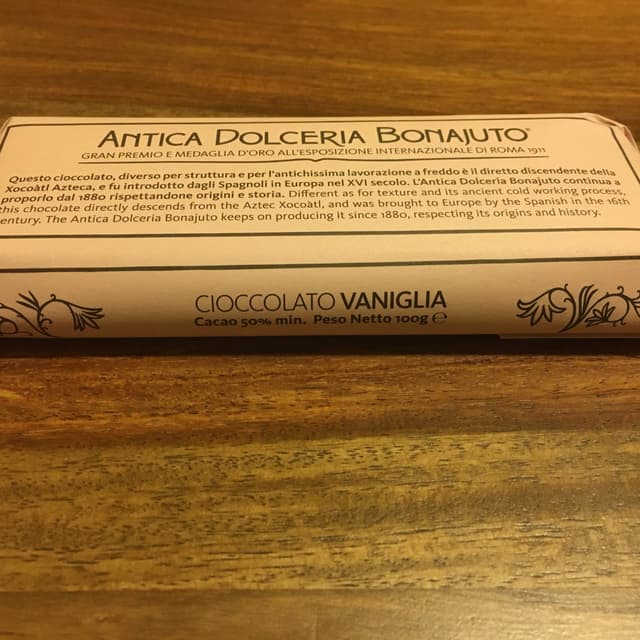 ANTICA DOLCERIA BONAJUTO®
GRAN PREMIO E MEDAGLIA D'ORO ALL'ESPOSIZIONE INTERNAZIONALE DI ROMA 1911
Questo cioccolato, diverso per struttura e per l'antichissima lavorazione a freddo è il diretto discendente della
Xocoàtl Azteca, e fu introdotto dagli Spagnoli in Europa nel XVI secolo. L'Antica Dolceria Bonajuto continua a
proporlo dal 1880 rispettandone origini e storia. Different as for texture and its ancient cold working process,
this chocolate directly descends from the Aztec Xocoàtl, and was brought to Europe by the Spanish in the 16th
century. The Antica Dolceria Bonajuto keeps on producing it since 1880, respecting its origins and history.
CIOCCOLATO VANIGLIA
Cacao 50% min. Peso Netto 100g ℮